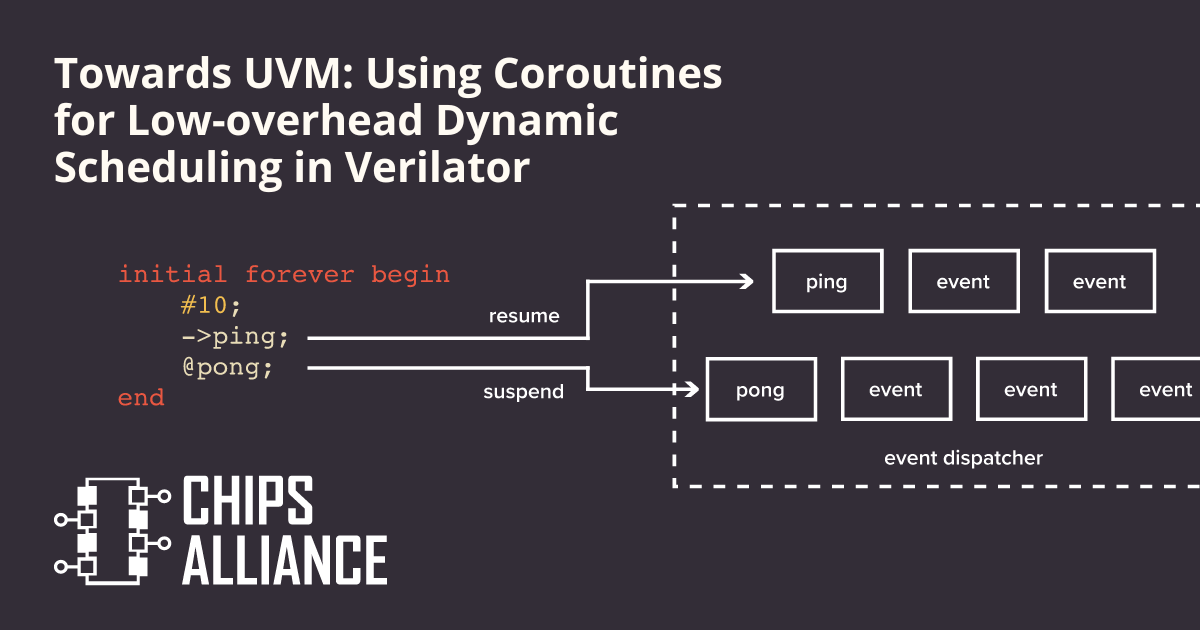 Towards UVM: Using Coroutines
for Low-overhead Dynamic
Scheduling in Verilator
initial forever begin
#10;
->ping;
@pong;
end
resume
suspend
ping
event
event
pong
event
event
event
event dispatcher
CHIPS
ALLIANCE